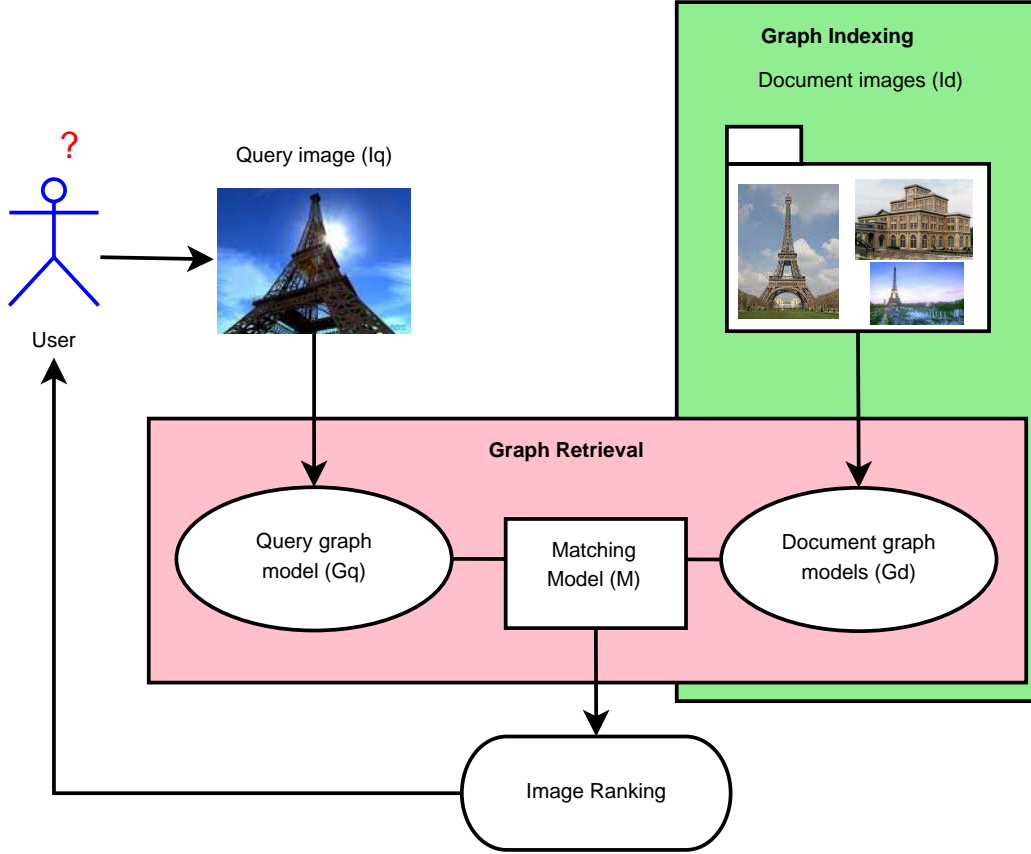 Graph Indexing
Document images (Id)
?
Query image (Iq)
User
Graph Retrieval
Query graph
model (Gq)
Matching
Model (M)
Document graph
models (Gd)
Image Ranking